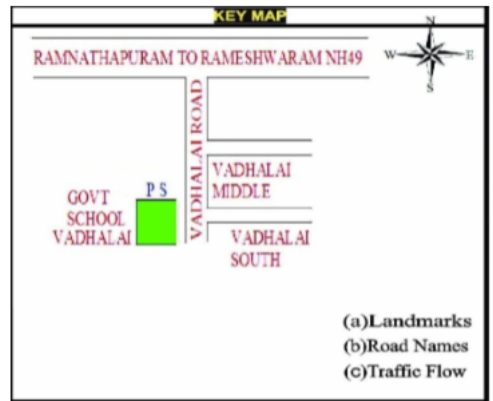 KEY MAP
N
W E
S
RAMNATHAPURAM TO RAMESHWARAM NH49
VADHALAI ROAD
VADHALAI
MIDDLE
P S
GOVT
SCHOOL
VADHALAI
VADHALAI
SOUTH
(a)Landmarks
(b)Road Names
(c)Traffic Flow